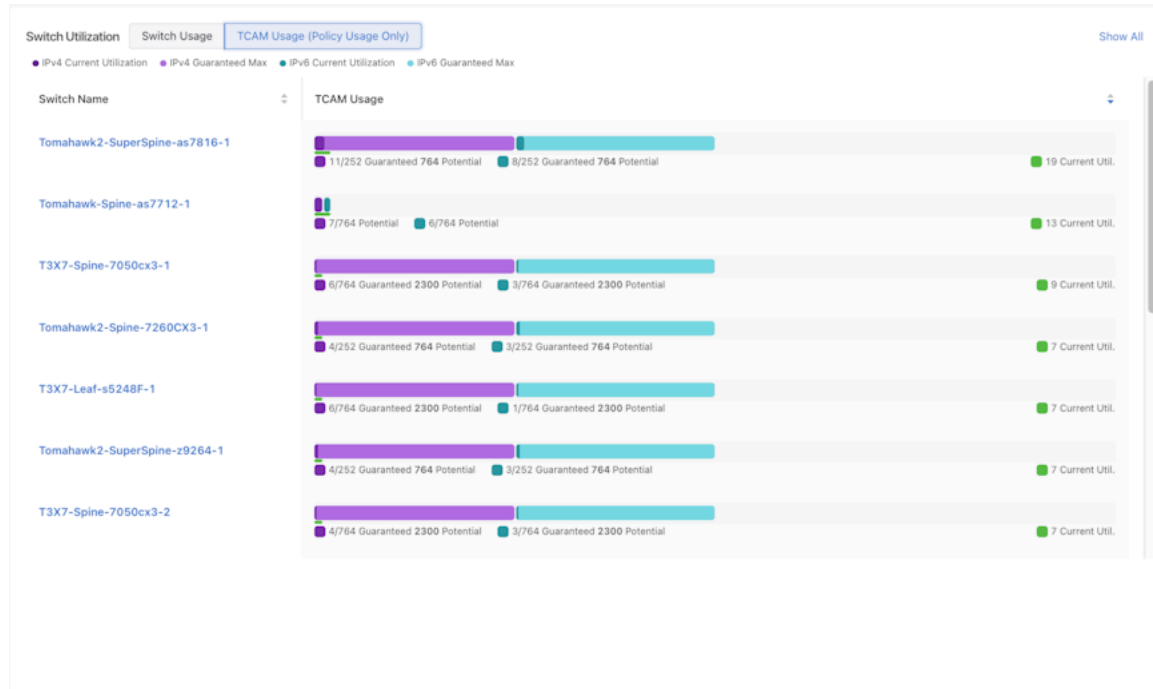 Switch Utilization Switch Usage TCAM Usage (Policy Usage Only) Show All
IPv4 Current Utilization IPv4 Guaranteed Max IPv6 Current Utilization IPv6 Guaranteed Max
Switch Name TCAM Usage
Tomahawk2-SuperSpine-as7816-1
11/252 Guaranteed 764 Potential 8/252 Guaranteed 764 Potential 19 Current Util.
Tomahawk-Spine-as7712-1
7/764 Potential 6/764 Potential 13 Current Util.
T3X7-Spine-7050cx3-1
6/764 Guaranteed 2300 Potential 3/764 Guaranteed 2300 Potential 9 Current Util.
Tomahawk2-Spine-7260CX3-1
4/252 Guaranteed 764 Potential 3/252 Guaranteed 764 Potential 7 Current Util.
T3X7-Leaf-s5248F-1
6/764 Guaranteed 2300 Potential 1/764 Guaranteed 2300 Potential 7 Current Util.
Tomahawk2-SuperSpine-z9264-1
4/252 Guaranteed 764 Potential 3/252 Guaranteed 764 Potential 7 Current Util.
T3X7-Spine-7050cx3-2
4/764 Guaranteed 2300 Potential 3/764 Guaranteed 2300 Potential 7 Current Util.